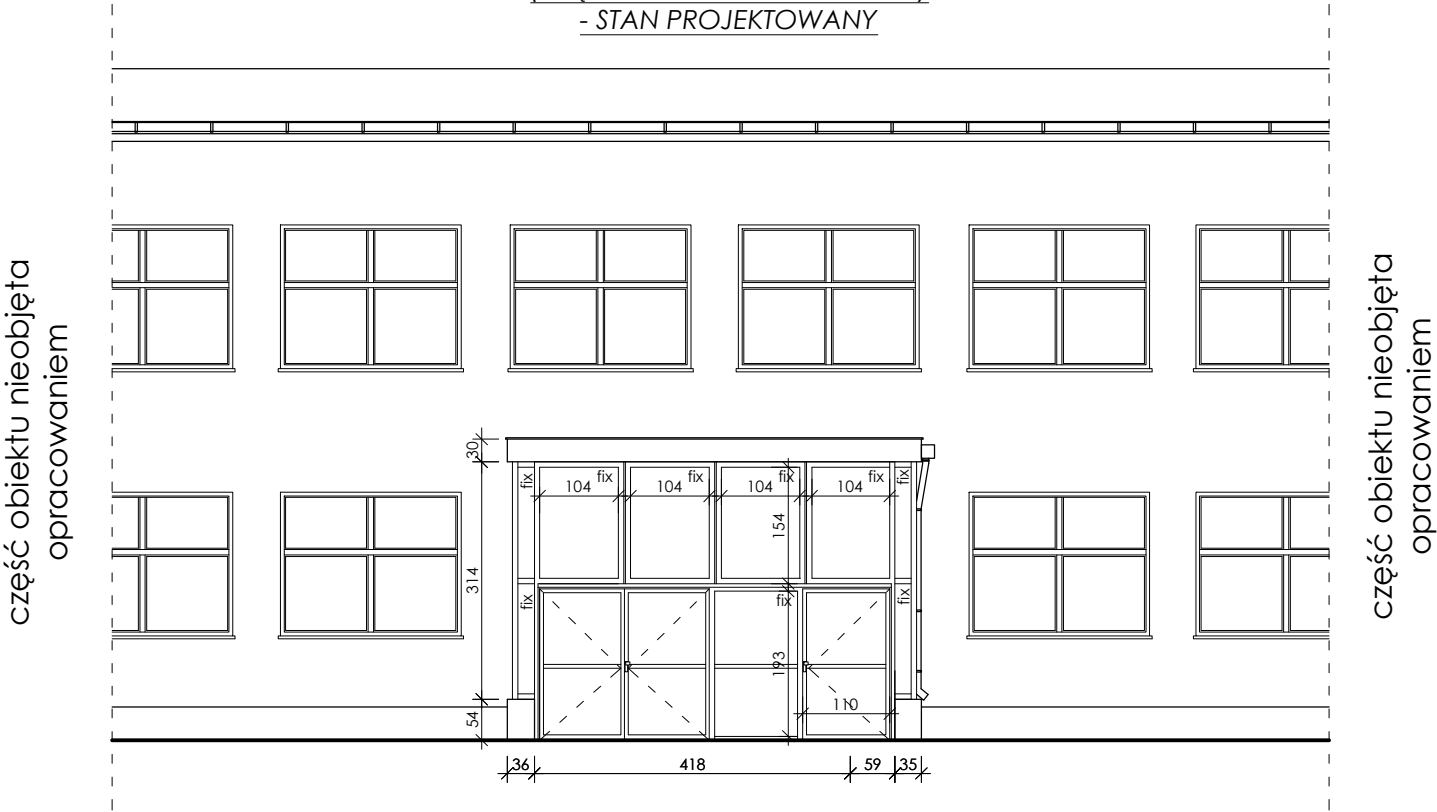 - STAN PROJEKTOWANY
część obiektu nieobjęta
opracowaniem
część obiektu nieobjęta
opracowaniem
30
314
54
fix
fix
104
fix
104
fix
104
fix
104
fix
154
fix
fix
193
110
36
418
59
35